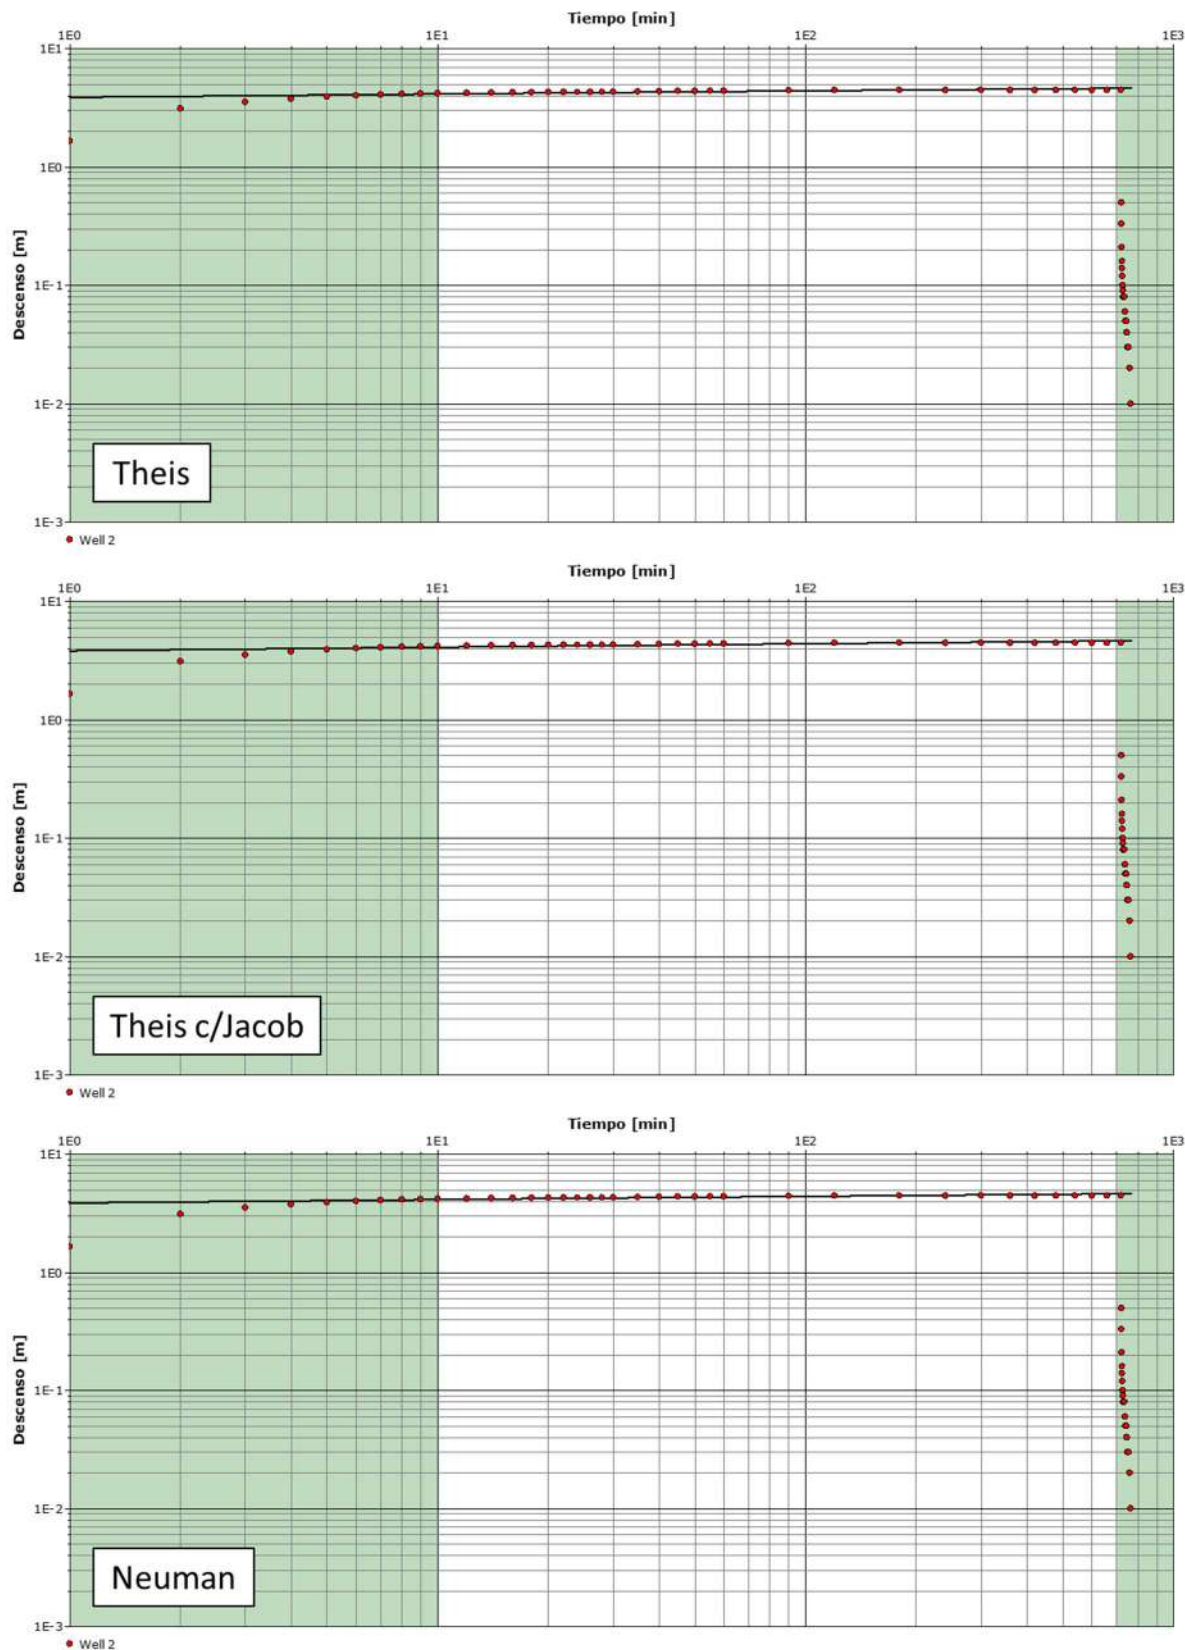 Tiempo [min]
1E0 1E1 1E2 1E3
1E1
1E0
1E-1
1E-2
1E-3
Descenso [m]
Theis
Well 2
Tiempo [min]
1E0 1E1 1E2 1E3
1E1
1E0
1E-1
1E-2
1E-3
Descenso [m]
Theis c/Jacob
Well 2
Tiempo [min]
1E0 1E1 1E2 1E3
1E1
1E0
1E-1
1E-2
1E-3
Descenso [m]
Neuman
Well 2